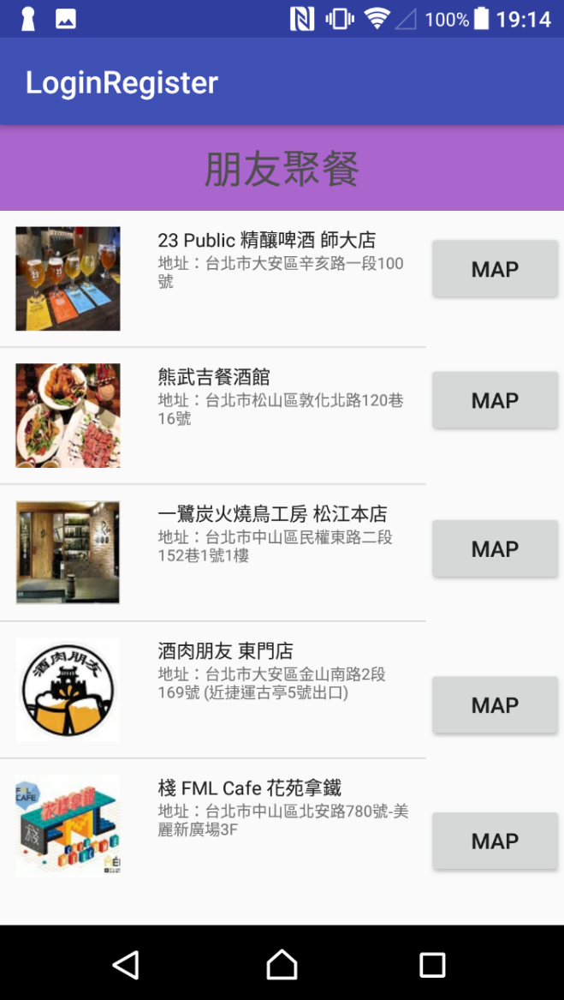 100%
19:14
LoginRegister
朋友聚餐
23 Public 精釀啤酒 師大店
地址：台北市大安區辛亥路一段100
號
MAP
熊武吉餐酒館
地址：台北市松山區敦化北路120巷
16號
MAP
一鷺炭火燒鳥工房 松江本店
地址：台北市中山區民權東路二段
152巷1號1樓
MAP
酒肉朋友
酒肉朋友 東門店
地址：台北市大安區金山南路2段
169號 (近捷運古亭5號出口)
MAP
CAFE
花樣拿鐵
棧 FML Cafe 花苑拿鐵
地址：台北市中山區北安路780號-美
麗新廣場3F
MAP